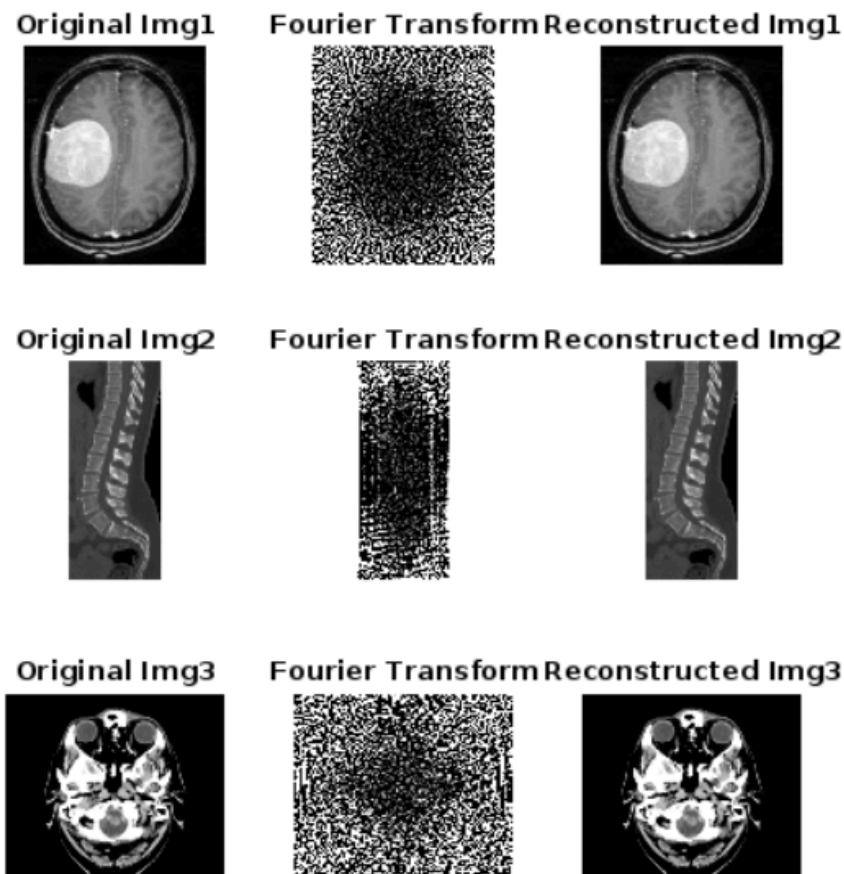 Original Img1 Fourier Transform Reconstructed Img1
Original Img2 Fourier Transform Reconstructed Img2
Original Img3 Fourier Transform Reconstructed Img3